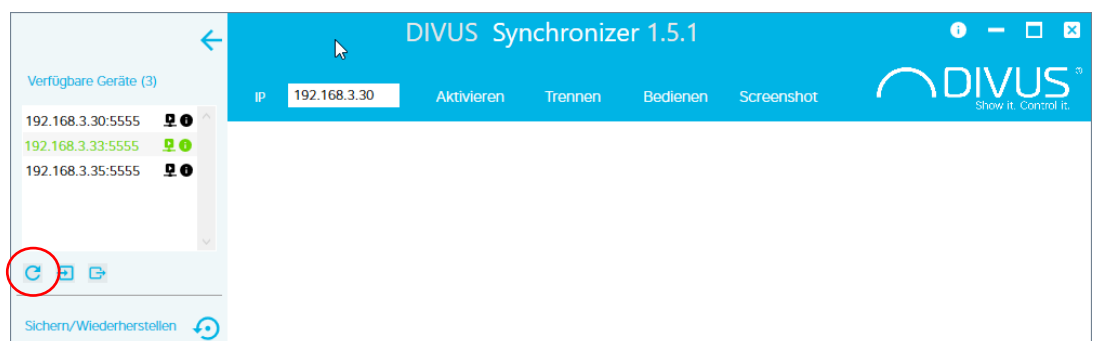 DIVUS Synchronizer 1.5.1
Verfügbare Geräte (3)
IP 192.168.3.30 Aktivieren Trennen Bedienen Screenshot
DIVUS®
Show it. Control it.
192.168.3.30:5555
192.168.3.33:5555
192.168.3.35:5555
Sichern/Wiederherstellen